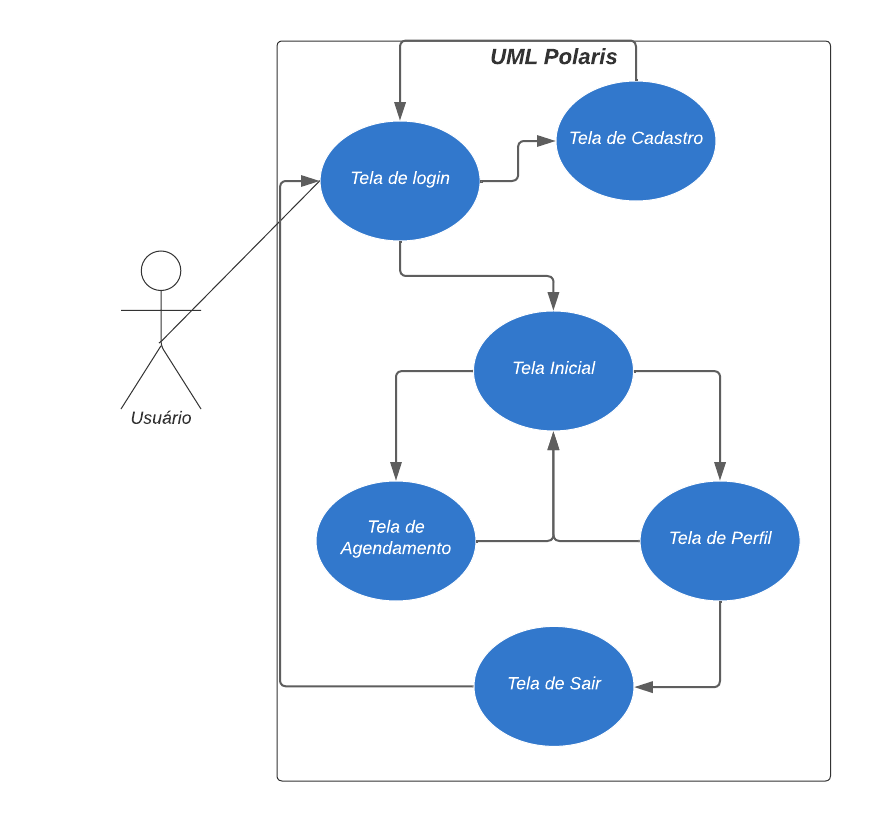 UML Polaris
Tela de Cadastro
Tela de login
Tela Inicial
Usuário
Tela de
Agendamento
Tela de Perfil
Tela de Sair